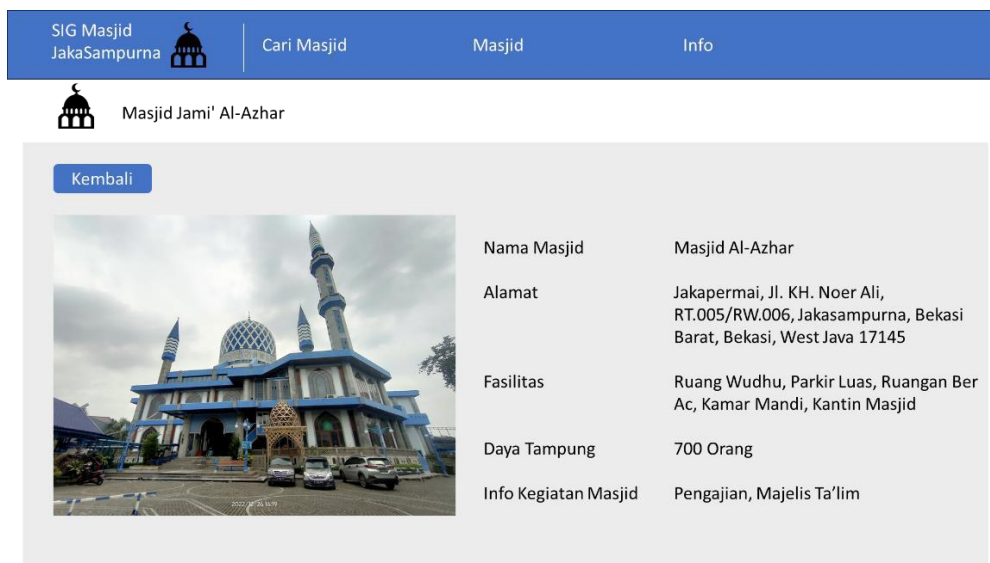 SIG Masjid
JakaSampurna
Cari Masjid
Masjid
Info
Masjid Jami' Al-Azhar
Kembali
Nama Masjid
Masjid Al-Azhar
Alamat
Jakapermai, Jl. KH. Noer Ali,
RT.005/RW.006, Jakasampurna, Bekasi
Barat, Bekasi, West Java 17145
Fasilitas
Ruang Wudhu, Parkir Luas, Ruangan Ber
Ac, Kamar Mandi, Kantin Masjid
Daya Tampung
700 Orang
Info Kegiatan Masjid
Pengajian, Majelis Ta’lim